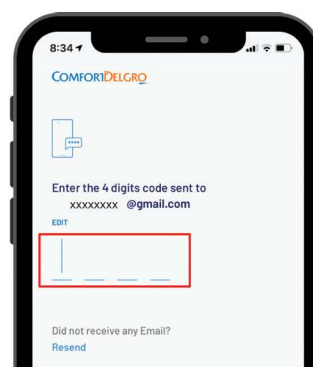 8:34
COMFORTDELGRO
Enter the 4 digits code sent to
xxxxxxxx @gmail.com
EDIT
Did not receive any Email?
Resend